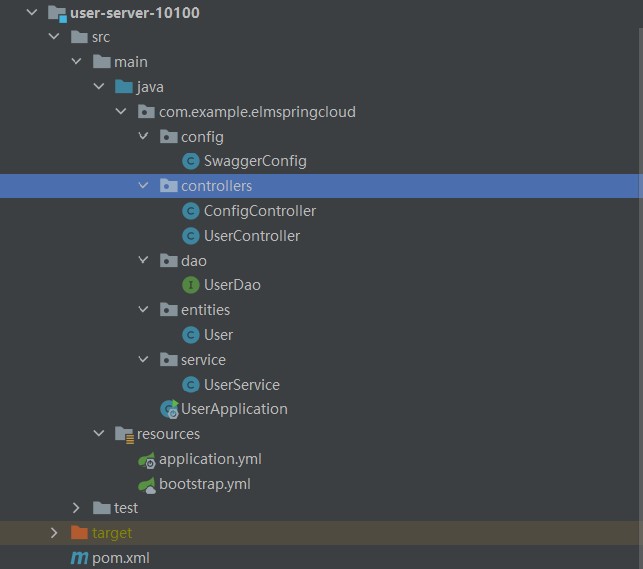 user-server-10100
src
main
java
com.example.elmspringcloud
config
SwaggerConfig
controllers
ConfigController
UserController
dao
UserDao
entities
User
service
UserService
UserApplication
resources
application.yml
bootstrap.yml
test
target
pom.xml